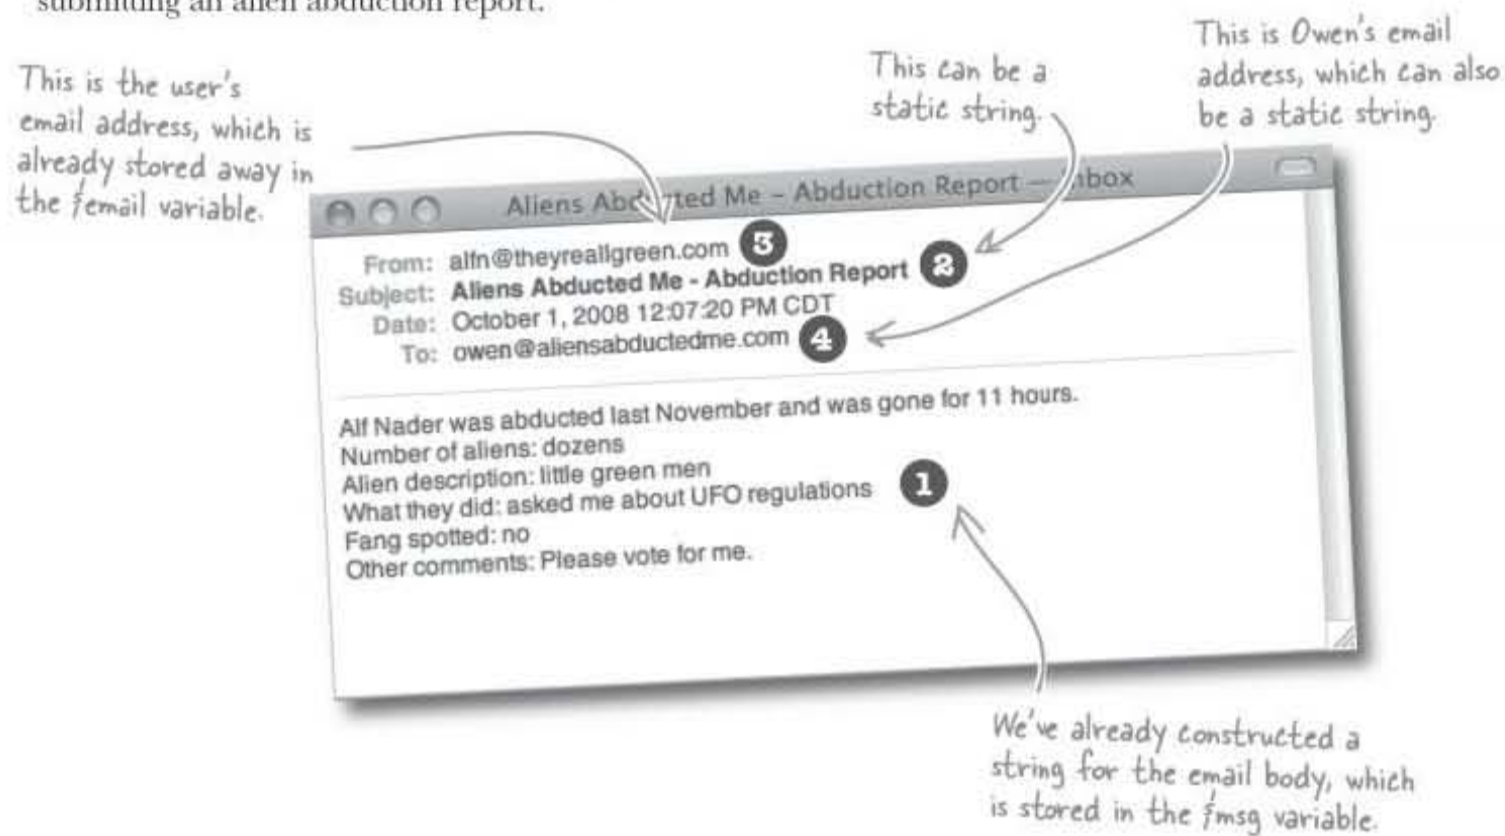 submitting an alien abduction report.
This is the user's
email address, which is
already stored away in
the $email variable.
This can be a
static string.
This is Owen's email
address, which can also
be a static string.
Aliens Abducted Me – Abduction Report — Inbox
From: alfn@theyreallgreen.com 3
Subject: Aliens Abducted Me - Abduction Report 2
Date: October 1, 2008 12:07:20 PM CDT
To: owen@aliensabductedme.com 4
Alf Nader was abducted last November and was gone for 11 hours.
Number of aliens: dozens
Alien description: little green men
What they did: asked me about UFO regulations 1
Fang spotted: no
Other comments: Please vote for me.
We've already constructed a
string for the email body, which
is stored in the $msg variable.